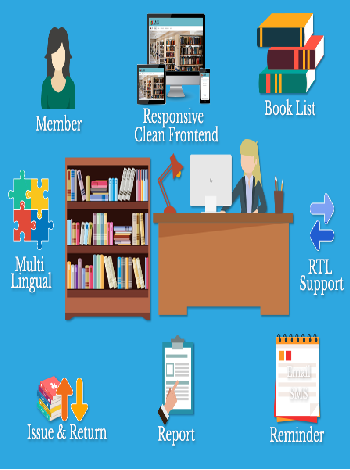 Member
Responsive
Clean Frontend
Book List
Multi
Lingual
RTL
Support
Issue & Return
Report
Email
SMS
Reminder